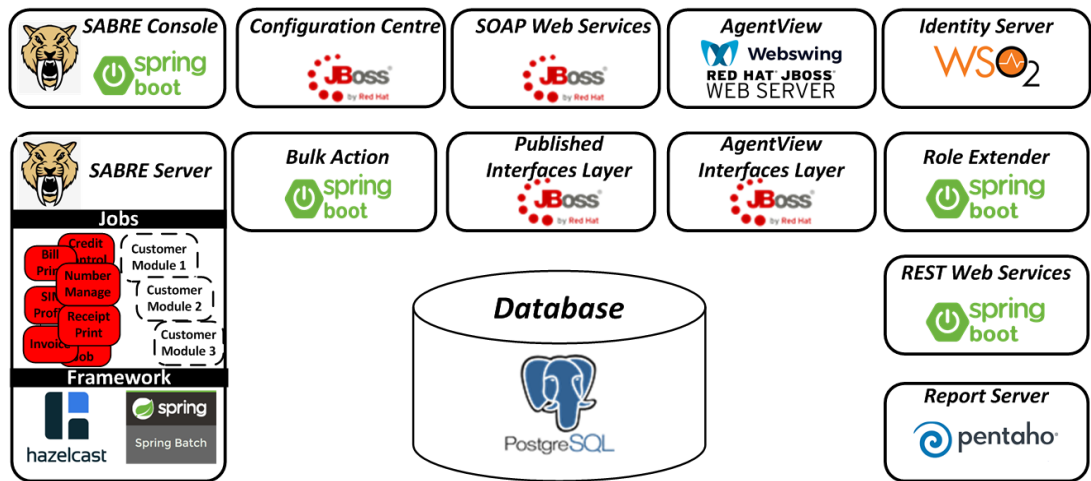 SABRE Console
spring
boot
Configuration Centre
JBoss
by Red Hat
SOAP Web Services
JBoss
by Red Hat
AgentView
Webswing
RED HAT® JBOSS®
WEB SERVER
Identity Server
WSO2
SABRE Server
Jobs
Credit
Bill
Number
Manage
Receipt
Print
Invoice
Job
Customer
Module 1
Customer
Module 2
Customer
Module 3
Framework
hazelcast
spring
Spring Batch
Bulk Action
spring
boot
Published
Interfaces Layer
JBoss
by Red Hat
AgentView
Interfaces Layer
JBoss
by Red Hat
Role Extender
spring
boot
Database
PostgreSQL
REST Web Services
spring
boot
Report Server
pentaho